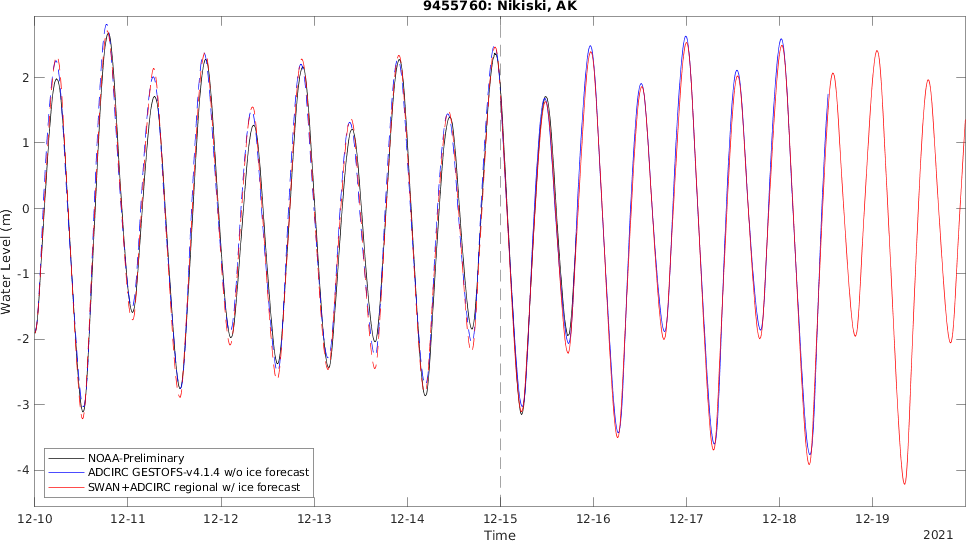 9455760: Nikiski, AK
Water Level (m)
2
1
0
-1
-2
-3
-4
NOAA-Preliminary
ADCIRC GESTOFS-v4.1.4 w/o ice forecast
SWAN+ADCIRC regional w/ ice forecast
12-10 12-11 12-12 12-13 12-14 12-15 12-16 12-17 12-18 12-19
Time
2021